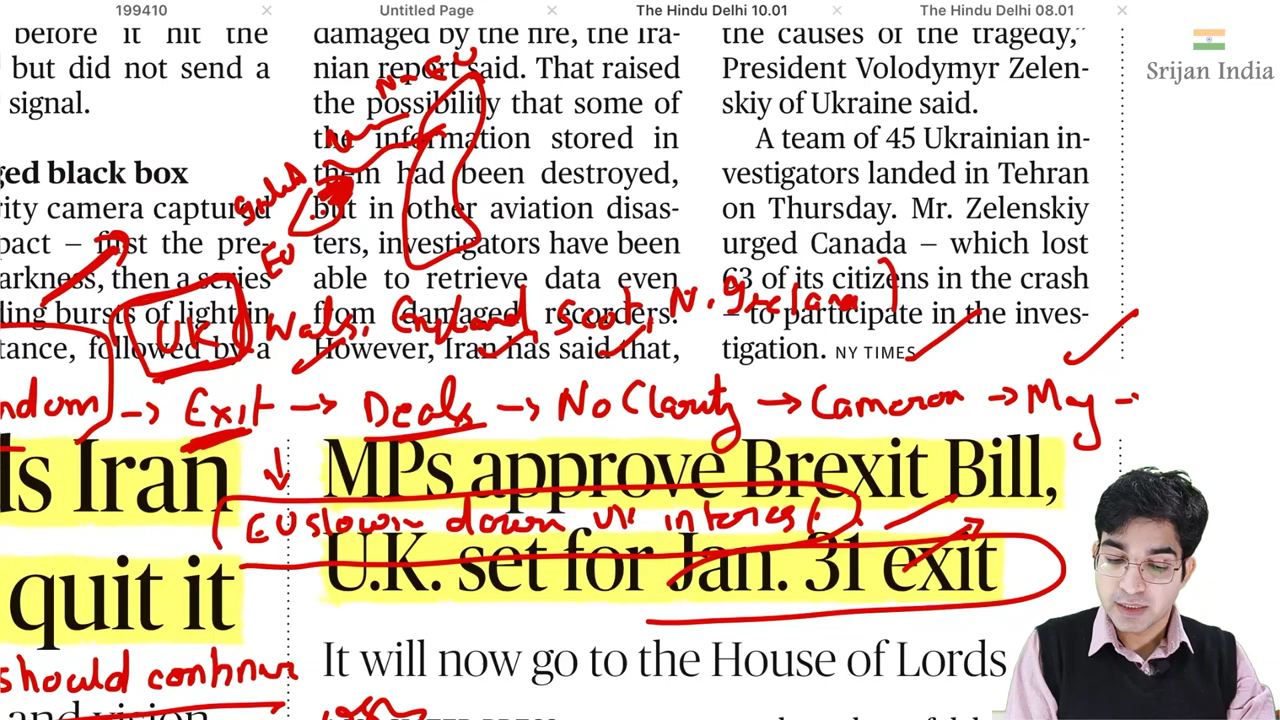 199410
Untitled Page
The Hindu Delhi 10.01
The Hindu Delhi 08.01
Srijan India
before it hit the
but did not send a
signal.
ged black box
ity camera captured
pact – first the pre-
arkness, then a series
ling bursts of light in
tance, followed by a
damaged by the fire, the Ira-
nian report said. That raised
the possibility that some of
the information stored in
them had been destroyed,
but in other aviation disas-
ters, investigators have been
able to retrieve data even
from damaged recorders.
However, Iran has said that,
the causes of the tragedy,”
President Volodymyr Zelen-
skiy of Ukraine said.
A team of 45 Ukrainian in-
vestigators landed in Tehran
on Thursday. Mr. Zelenskiy
urged Canada – which lost
63 of its citizens in the crash
– to participate in the inves-
tigation. NY TIMES
EU
UK Wals, England, Scot, N. Ireland)
ndom → Exit → Deals → No Clarity → Cameron → May -
EU slown down UK interest
ls Iran
quit it
should continue
and vision
MPs approve Brexit Bill,
U.K. set for Jan. 31 exit
It will now go to the House of Lords